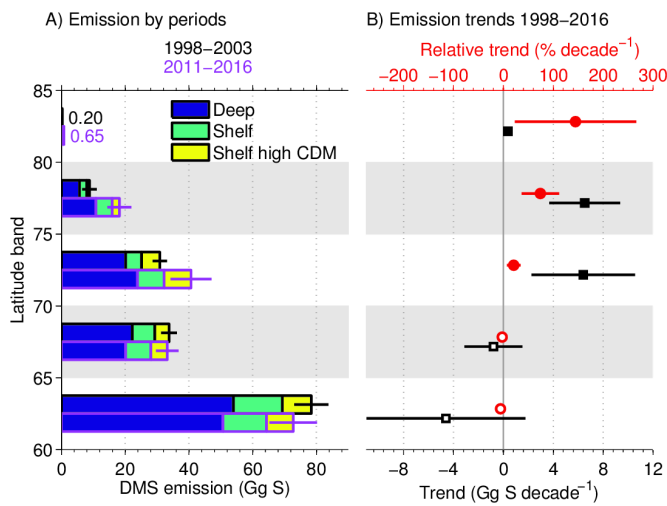 A) Emission by periods
B) Emission trends 1998−2016
1998−2003
2011−2016
Relative trend (% decade⁻¹)
−200 −100 0 100 200 300
85
80
75
70
65
60
Latitude band
0.20
0.65
Deep
Shelf
Shelf high CDM
0 20 40 60 80
DMS emission (Gg S)
−8 −4 0 4 8 12
Trend (Gg S decade⁻¹)